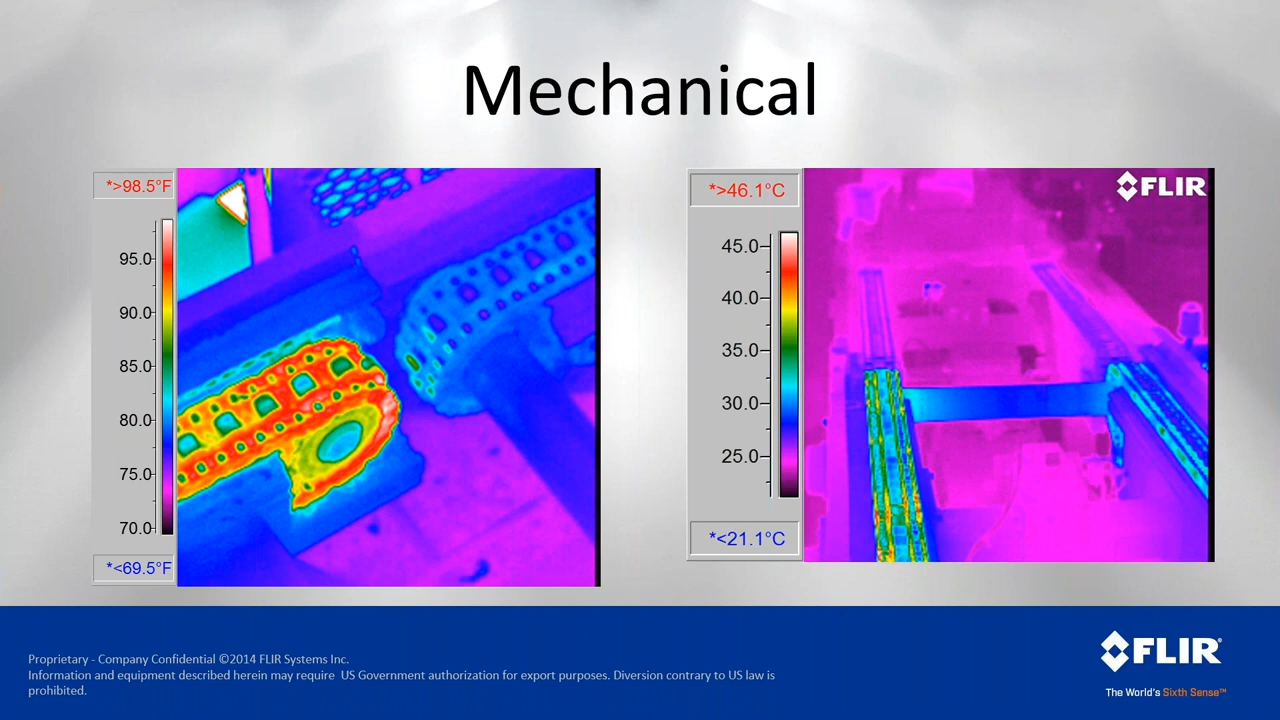 Mechanical
*>98.5°F
95.0
90.0
85.0
80.0
75.0
70.0
*<69.5°F
*>46.1°C
45.0
40.0
35.0
30.0
25.0
*<21.1°C
FLIR
Proprietary - Company Confidential ©2014 FLIR Systems Inc.
Information and equipment described herein may require  US Government authorization for export purposes. Diversion contrary to US law is
prohibited.
FLIR
The World's Sixth Sense™